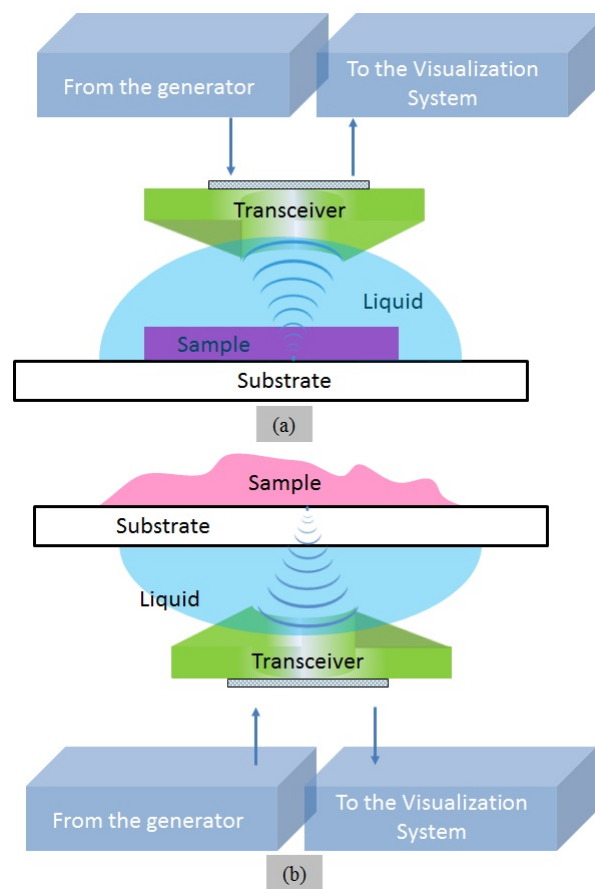 From the generator
To the Visualization
System
Transceiver
Liquid
Sample
Substrate
(a)
Sample
Substrate
Liquid
Transceiver
From the generator
To the Visualization
System
(b)